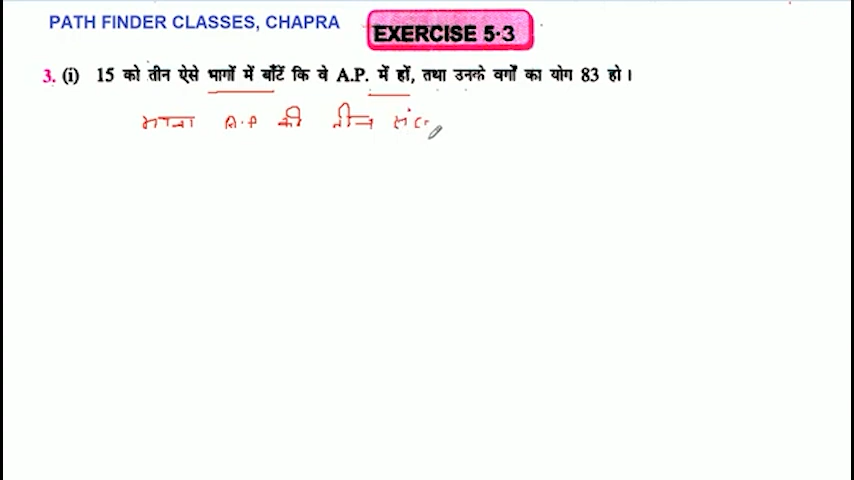 PATH FINDER CLASSES, CHAPRA
EXERCISE 5·3
3. (i) 15 को तीन ऐसे भागों में बाँटें कि वे A.P. में हों, तथा उनके वर्गों का योग 83 हो।
माना A.P की तीन